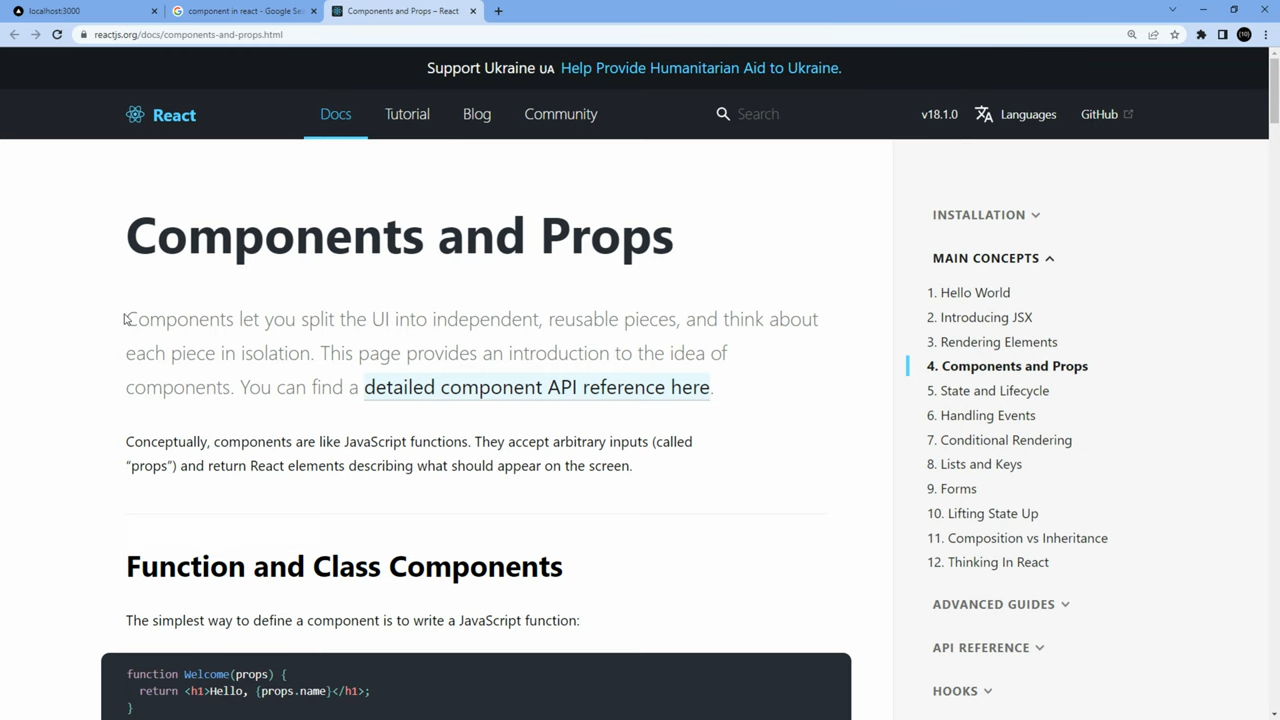 localhost:3000
component in react - Google Se
Components and Props – React
reactjs.org/docs/components-and-props.html
Support Ukraine UA Help Provide Humanitarian Aid to Ukraine.
React
Docs
Tutorial
Blog
Community
Search
v18.1.0
Languages
GitHub
Components and Props
Components let you split the UI into independent, reusable pieces, and think about
each piece in isolation. This page provides an introduction to the idea of
components. You can find a detailed component API reference here.
Conceptually, components are like JavaScript functions. They accept arbitrary inputs (called
“props”) and return React elements describing what should appear on the screen.
Function and Class Components
The simplest way to define a component is to write a JavaScript function:
function Welcome(props) {
return <h1>Hello, {props.name}</h1>;
}
INSTALLATION
MAIN CONCEPTS
1. Hello World
2. Introducing JSX
3. Rendering Elements
4. Components and Props
5. State and Lifecycle
6. Handling Events
7. Conditional Rendering
8. Lists and Keys
9. Forms
10. Lifting State Up
11. Composition vs Inheritance
12. Thinking In React
ADVANCED GUIDES
API REFERENCE
HOOKS